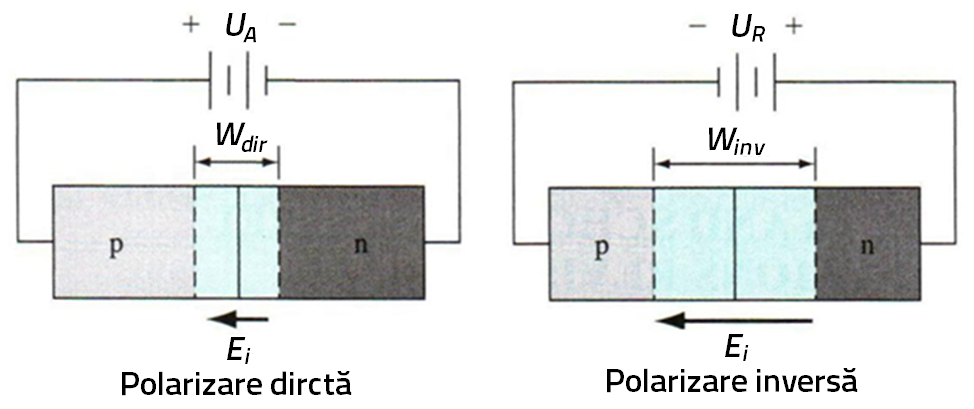 + U_A −
W_dir
p n
E_i
Polarizare dirctă
− U_R +
W_inv
p n
E_i
Polarizare inversă